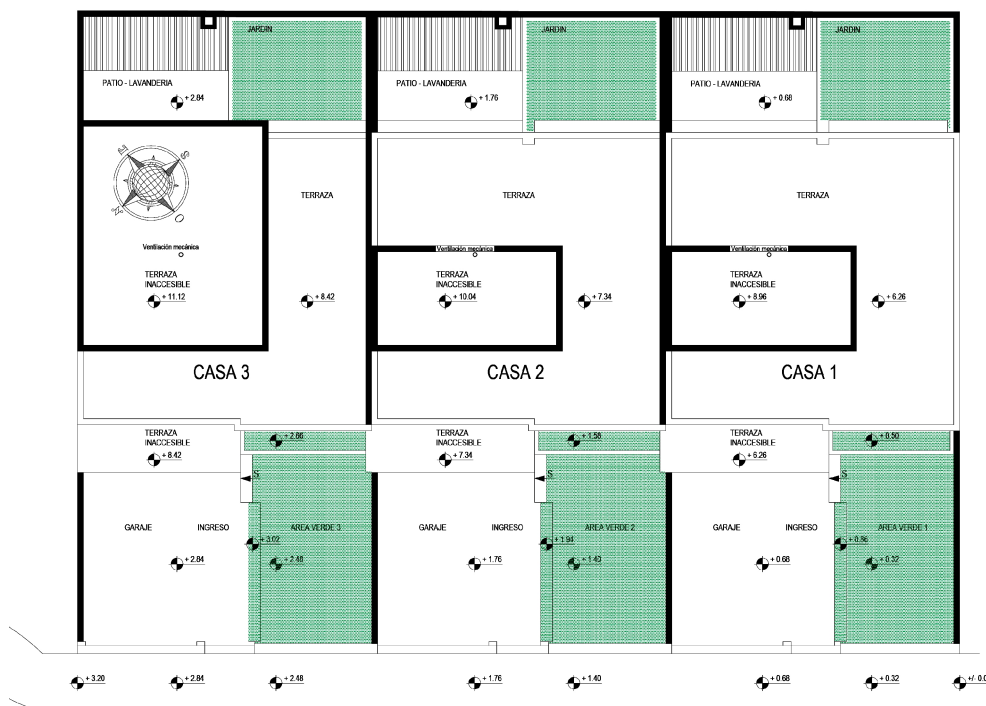 JARDIN
JARDIN
JARDIN
PATIO - LAVANDERIA
PATIO - LAVANDERIA
PATIO - LAVANDERIA
+ 2.84
+ 1.76
+ 0.68
N
S
Z
O
TERRAZA
TERRAZA
TERRAZA
Ventilación mecánica
Ventilación mecánica
Ventilación mecánica
TERRAZA
INACCESIBLE
+ 11.12
+ 8.42
TERRAZA
INACCESIBLE
+ 10.04
+ 7.34
TERRAZA
INACCESIBLE
+ 8.96
+ 6.26
CASA 3
CASA 2
CASA 1
TERRAZA
INACCESIBLE
+ 8.42
+ 2.66
TERRAZA
INACCESIBLE
+ 7.34
+ 1.58
TERRAZA
INACCESIBLE
+ 6.26
+ 0.50
S
S
S
GARAJE
INGRESO
AREA VERDE 3
GARAJE
INGRESO
AREA VERDE 2
GARAJE
INGRESO
AREA VERDE 1
+ 3.02
+ 1.94
+ 0.86
+ 2.84
+ 2.48
+ 1.76
+ 1.40
+ 0.68
+ 0.32
+ 3.20
+ 2.84
+ 2.48
+ 1.76
+ 1.40
+ 0.68
+ 0.32
+/- 0.0